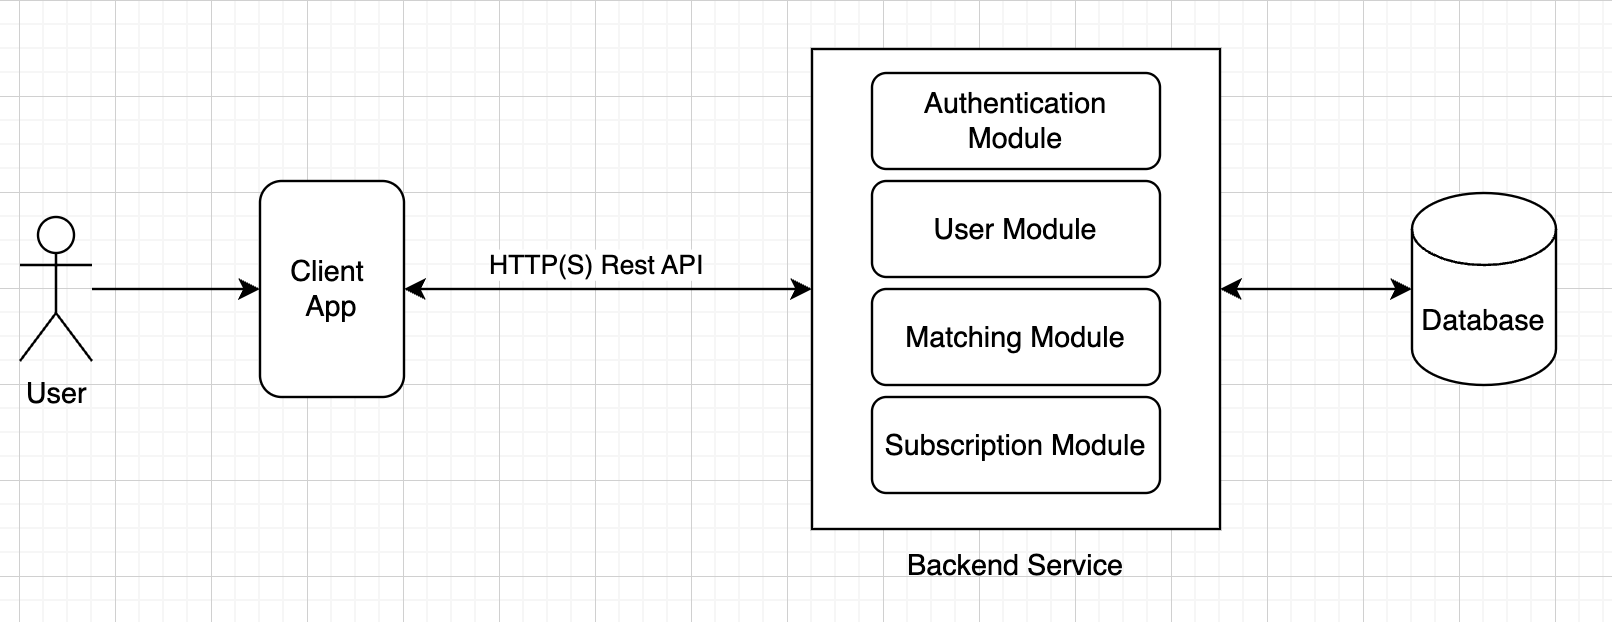 User
Client
App
HTTP(S) Rest API
Authentication
Module
User Module
Matching Module
Subscription Module
Backend Service
Database